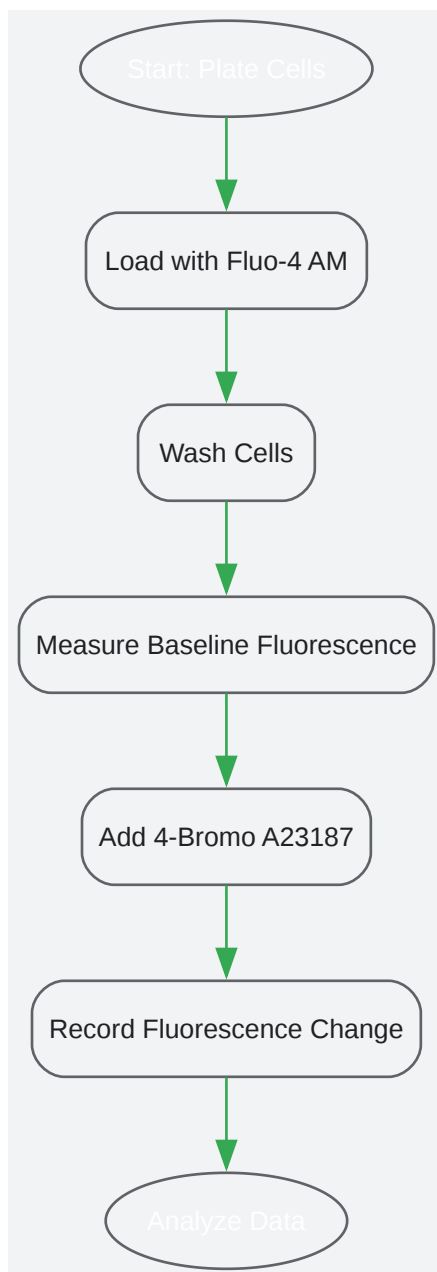 Start: Plate Cells
Load with Fluo-4 AM
Wash Cells
Measure Baseline Fluorescence
Add 4-Bromo A23187
Record Fluorescence Change
Analyze Data